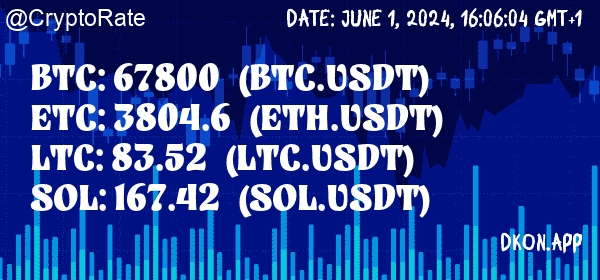 @CryptoRate
DATE: JUNE 1, 2024, 16:06:04 GMT+1
BTC: 67800 (BTC.USDT)
ETC: 3804.6 (ETH.USDT)
LTC: 83.52 (LTC.USDT)
SOL: 167.42 (SOL.USDT)
DKON.APP